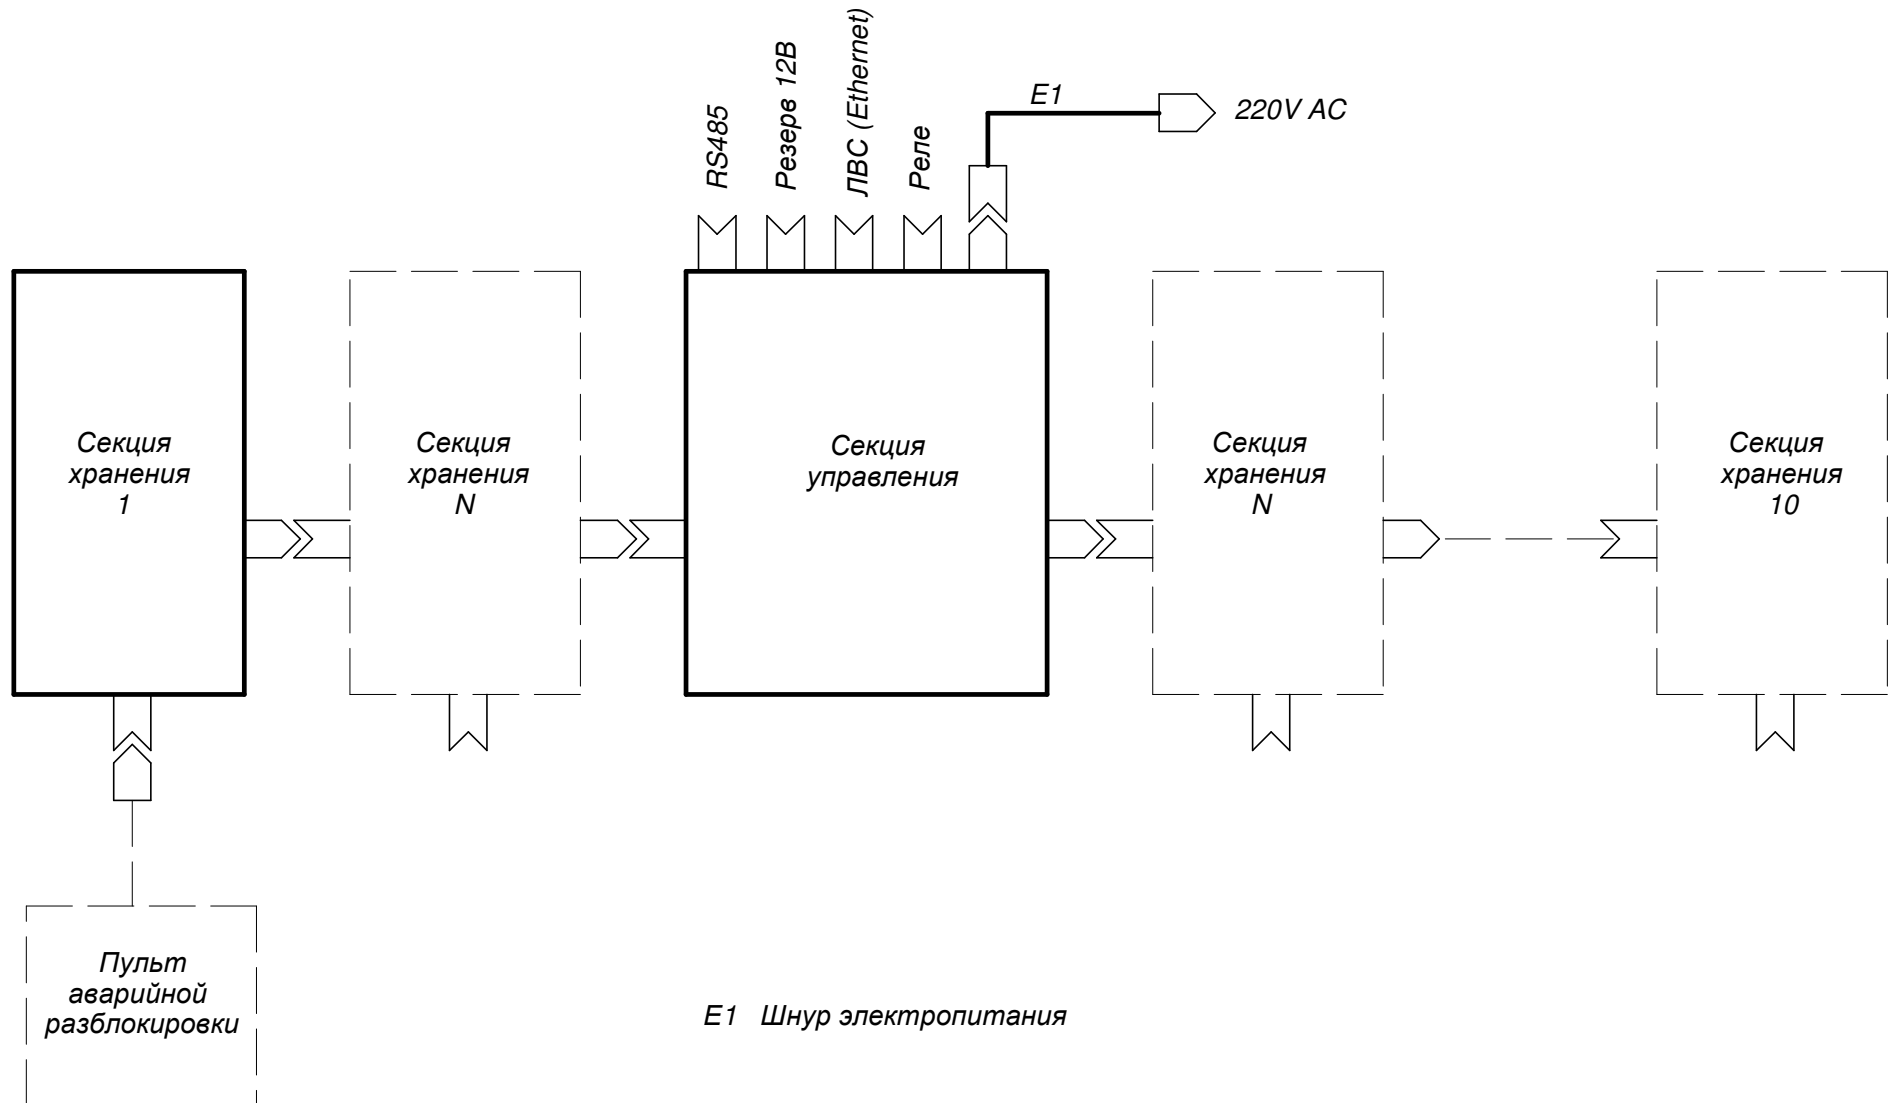 RS485
Резерв 12В
ЛВС (Ethernet)
Реле
E1
220V AC
Секция
хранения
1
Секция
хранения
N
Секция
управления
Секция
хранения
N
Секция
хранения
10
Пульт
аварийной
разблокировки
E1 Шнур электропитания